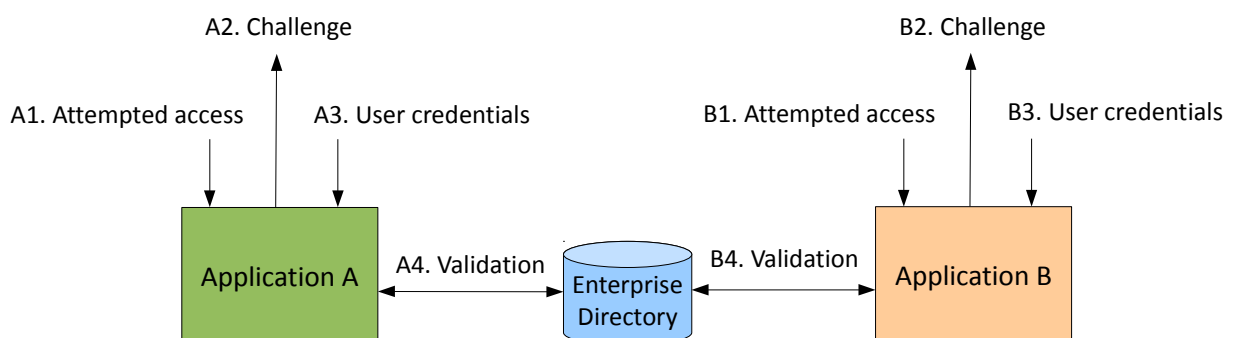 A2. Challenge
B2. Challenge
A1. Attempted access
A3. User credentials
B1. Attempted access
B3. User credentials
Application A
A4. Validation
Enterprise
Directory
B4. Validation
Application B